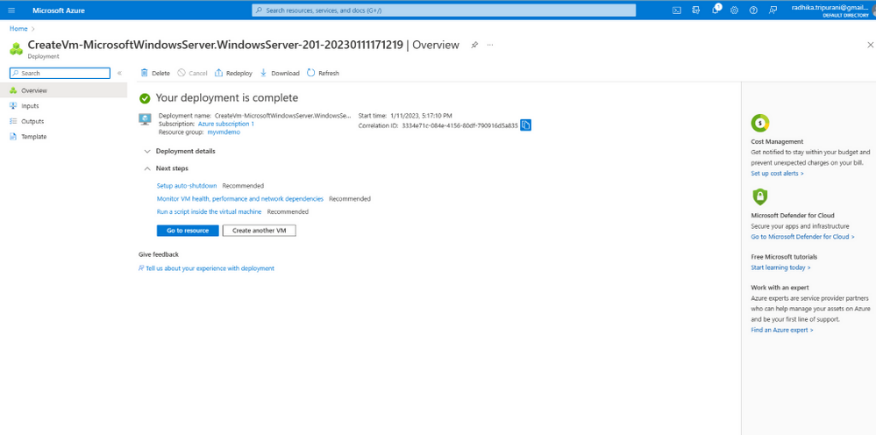 Microsoft Azure
Search resources, services, and docs (G+/)
radhika.tripurani@gmail...
DEFAULT DIRECTORY
Home >
CreateVm-MicrosoftWindowsServer.WindowsServer-201-20230111171219 | Overview
Deployment
Search
Delete Cancel Redeploy Download Refresh
Overview
Inputs
Outputs
Template
Your deployment is complete
Deployment name: CreateVm-MicrosoftWindowsServer.WindowsSe...
Subscription: Azure subscription 1
Resource group: myvmdemo
Start time: 1/11/2023, 5:17:10 PM
Correlation ID: 3334e71c-084e-4156-80df-790916d5a835
Deployment details
Next steps
Setup auto-shutdown Recommended
Monitor VM health, performance and network dependencies Recommended
Run a script inside the virtual machine Recommended
Go to resource Create another VM
Give feedback
Tell us about your experience with deployment
Cost Management
Get notified to stay within your budget and
prevent unexpected charges on your bill.
Set up cost alerts >
Microsoft Defender for Cloud
Secure your apps and infrastructure
Go to Microsoft Defender for Cloud >
Free Microsoft tutorials
Start learning today >
Work with an expert
Azure experts are service provider partners
who can help manage your assets on Azure
and be your first line of support.
Find an Azure expert >